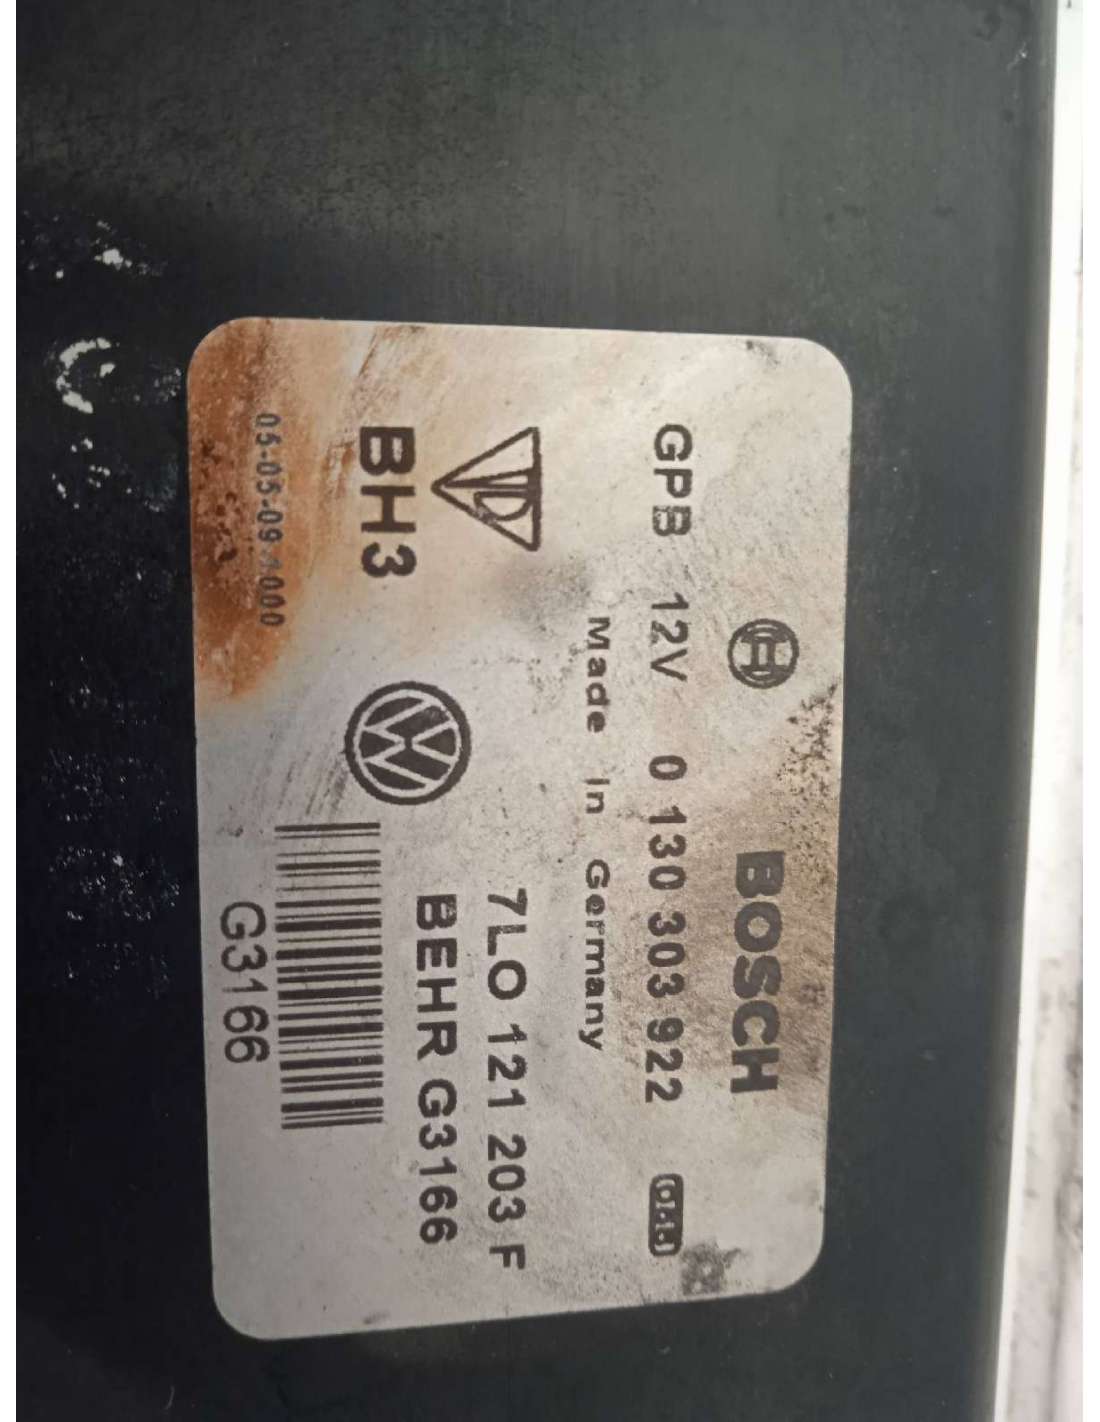 BOSCH
GPB 12V 0 130 303 922
Made In Germany
7LO 121 203 F
BH3
BEHR G3166
G3166